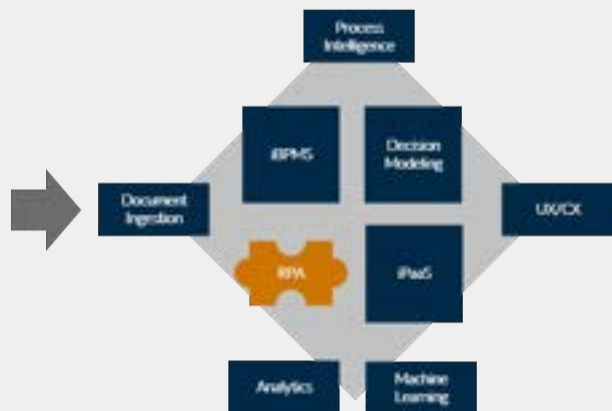 Process
Intelligence
iBPMS
Decision
Modeling
Document
Ingestion
UX/CX
RPA
iPaaS
Analytics
Machine
Learning